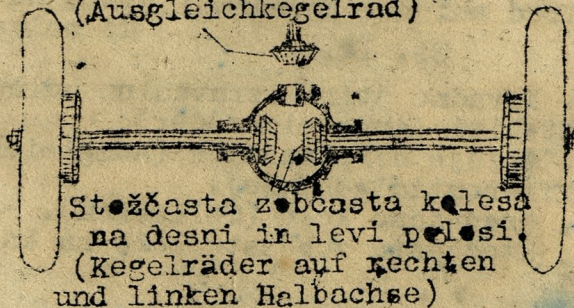 (Ausgleichkegelrad)
Stožčasta zobčasta kolesa
na desni in levi polosi.
(Kegelräder auf rechten
und linken Halbachse)